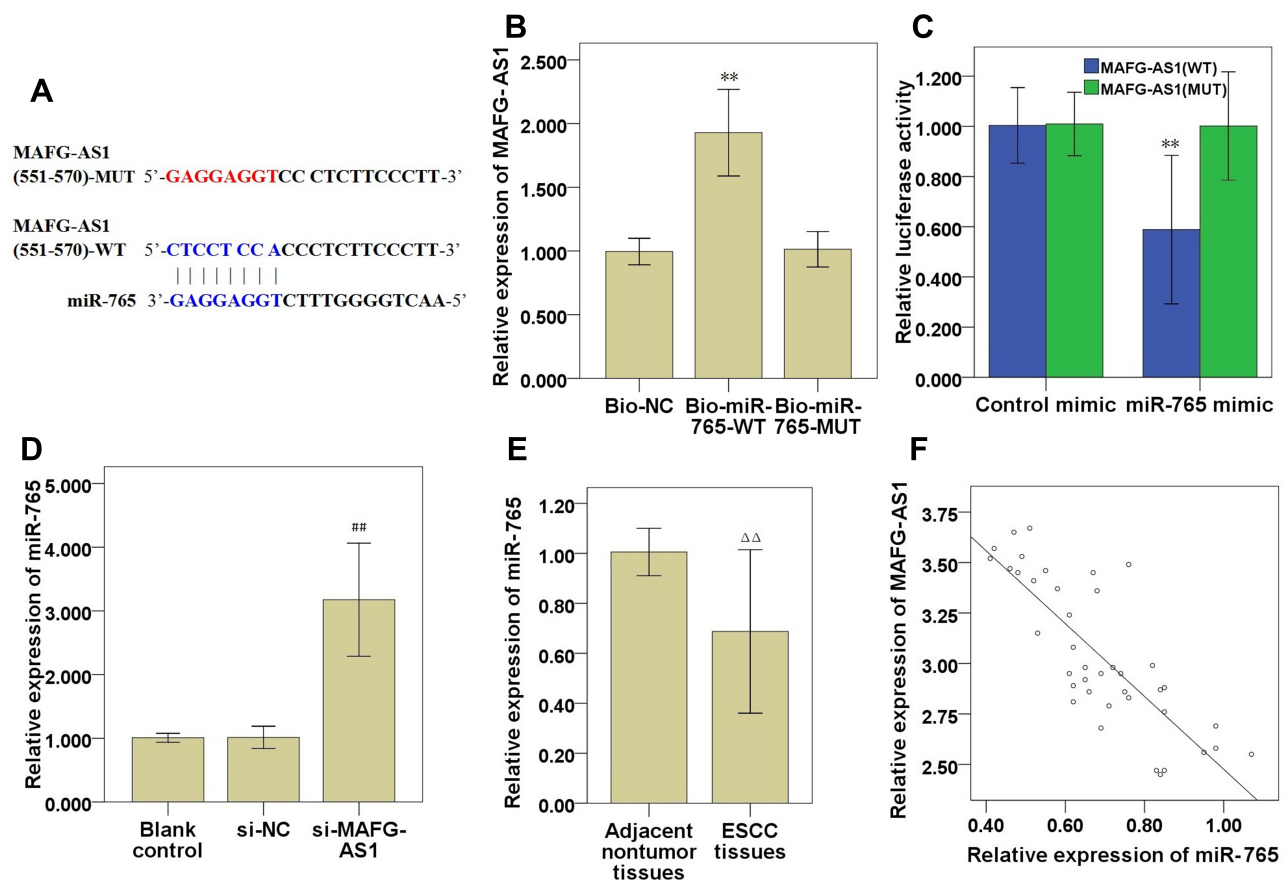 A
MAFG-AS1
(551-570)-MUT 5’-GAGGAGGTCC CTCTTCCCTT-3’
MAFG-AS1
(551-570)-WT 5’-CTCCT CC ACCCTCTTCCCTT-3’
| | | | | | | |
miR-765 3’-GAGGAGGTCTTTGGGGTCAA-5’
B
Relative expression of MAFG-AS1
2.500
2.000
1.500
1.000
0.500
0.000
**
Bio-NC
Bio-miR-
765-WT
Bio-miR-
765-MUT
C
Relative luciferase activity
1.200
1.000
0.800
0.600
0.400
0.200
0.000
MAFG-AS1(WT)
MAFG-AS1(MUT)
**
Control mimic
miR-765 mimic
D
Relative expression of miR-765
5.000
4.000
3.000
2.000
1.000
0.000
##
Blank
control
si-NC
si-MAFG-
AS1
E
Relative expression of miR-765
1.20
1.00
0.80
0.60
0.40
0.20
0.00
ΔΔ
Adjacent
nontumor
tissues
ESCC
tissues
F
Relative expression of MAFG-AS1
3.75
3.50
3.25
3.00
2.75
2.50
0.40
0.60
0.80
1.00
Relative expression of miR-765